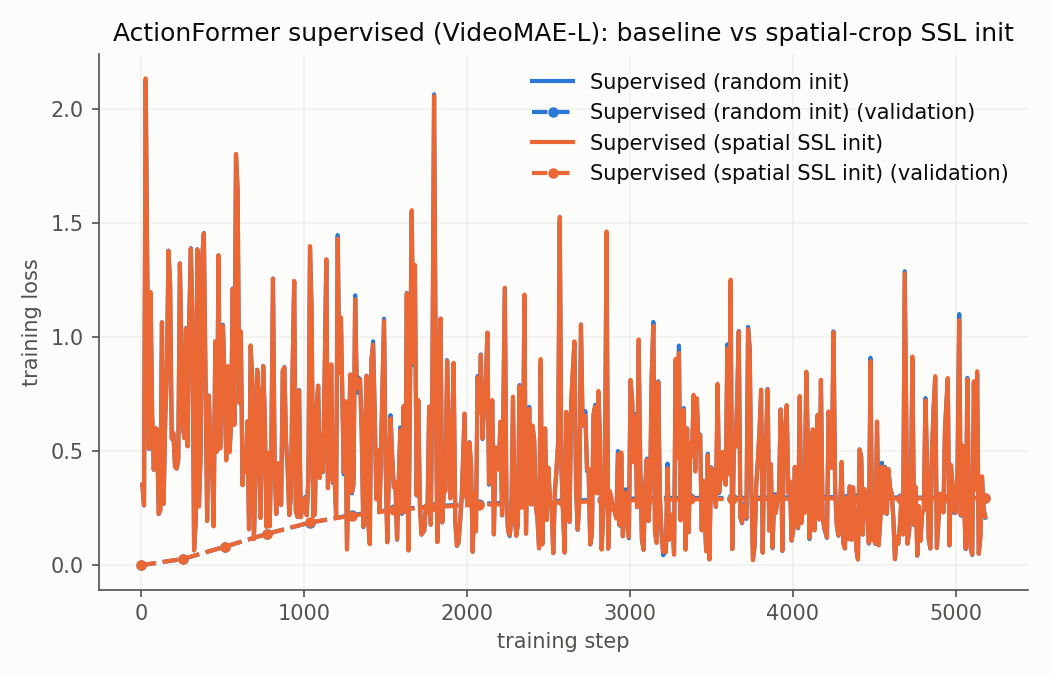 ActionFormer supervised (VideoMAE-L): baseline vs spatial-crop SSL init
Supervised (random init)
Supervised (random init) (validation)
Supervised (spatial SSL init)
Supervised (spatial SSL init) (validation)
training loss
2.0
1.5
1.0
0.5
0.0
0 1000 2000 3000 4000 5000
training step